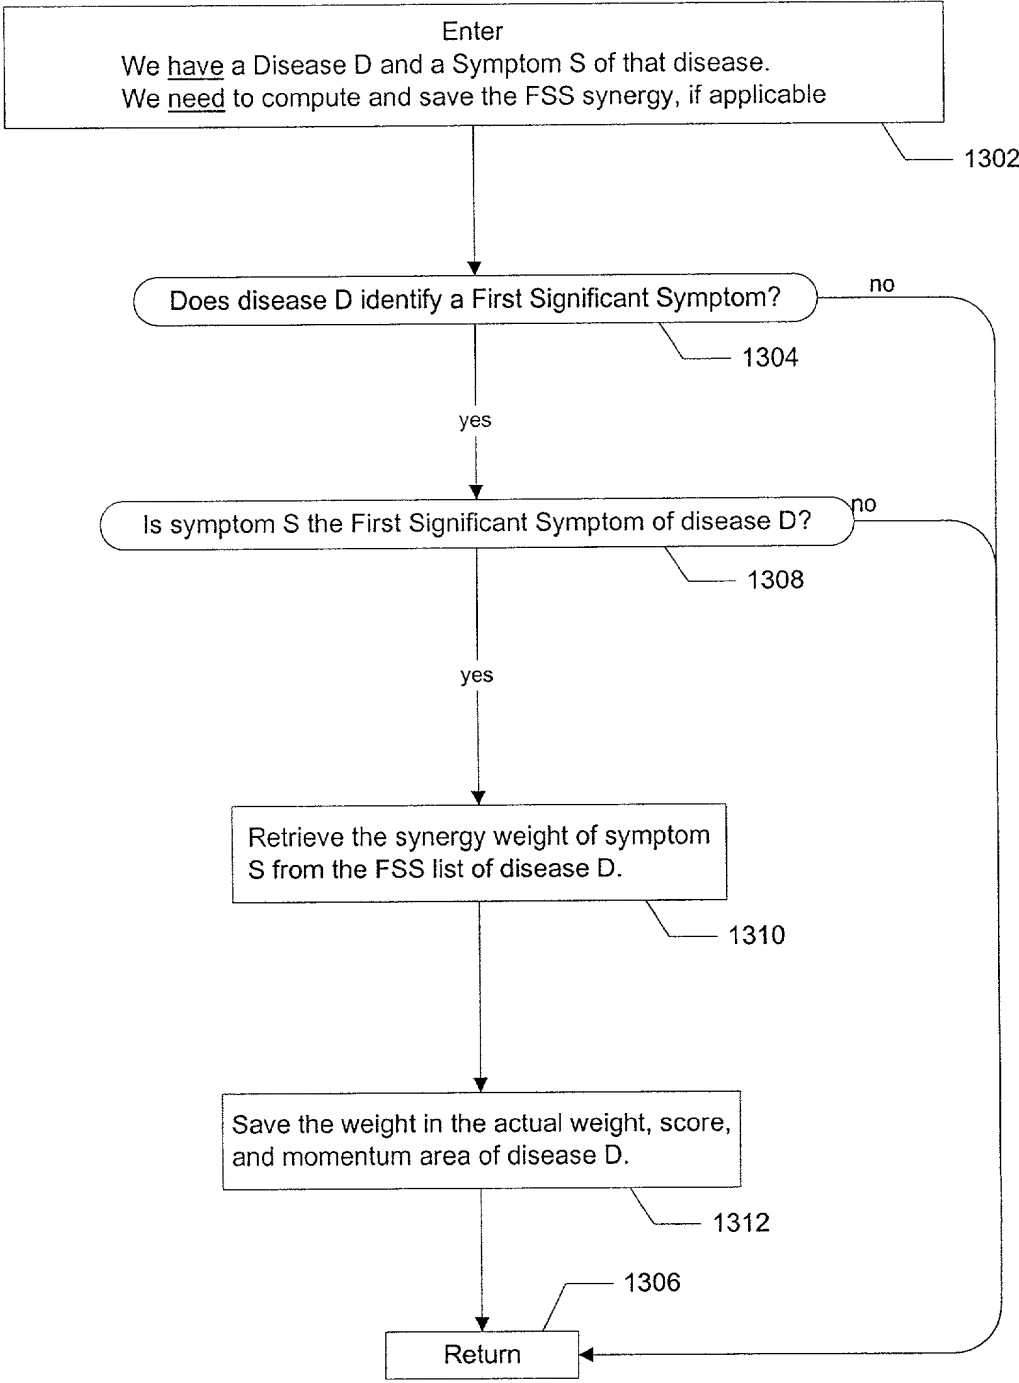 Enter
We have a Disease D and a Symptom S of that disease.
We need to compute and save the FSS synergy, if applicable
1302
no
Does disease D identify a First Significant Symptom?
1304
yes
no
Is symptom S the First Significant Symptom of disease D?
1308
yes
Retrieve the synergy weight of symptom
S from the FSS list of disease D.
1310
Save the weight in the actual weight, score,
and momentum area of disease D.
1312
1306
Return